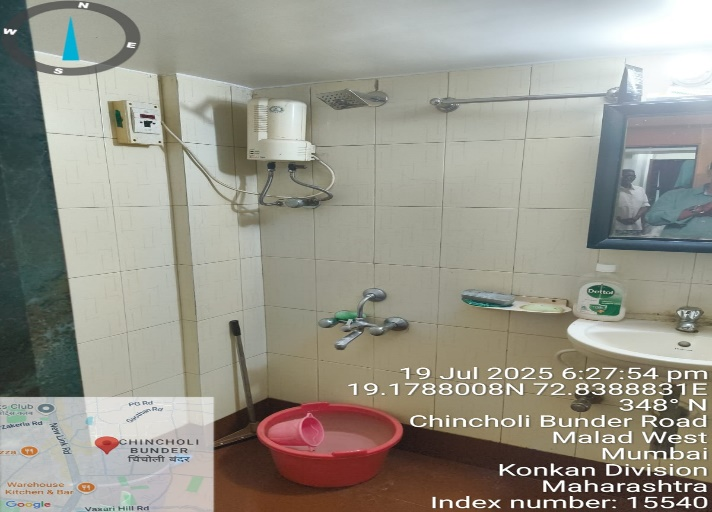 N
W
E
S
Dettol
19 Jul 2025 6:27:54 pm
19.1788008N 72.8388831E
348° N
Chincholi Bunder Road
Malad West
Mumbai
Konkan Division
Maharashtra
Index number: 15540
s Club
Zakeria Rd
PG Rd
New Link Rd
CHINCHOLI
BUNDER
चिंचोली बंदर
zza
Warehouse
Kitchen & Bar
Vasari Hill Rd
Google